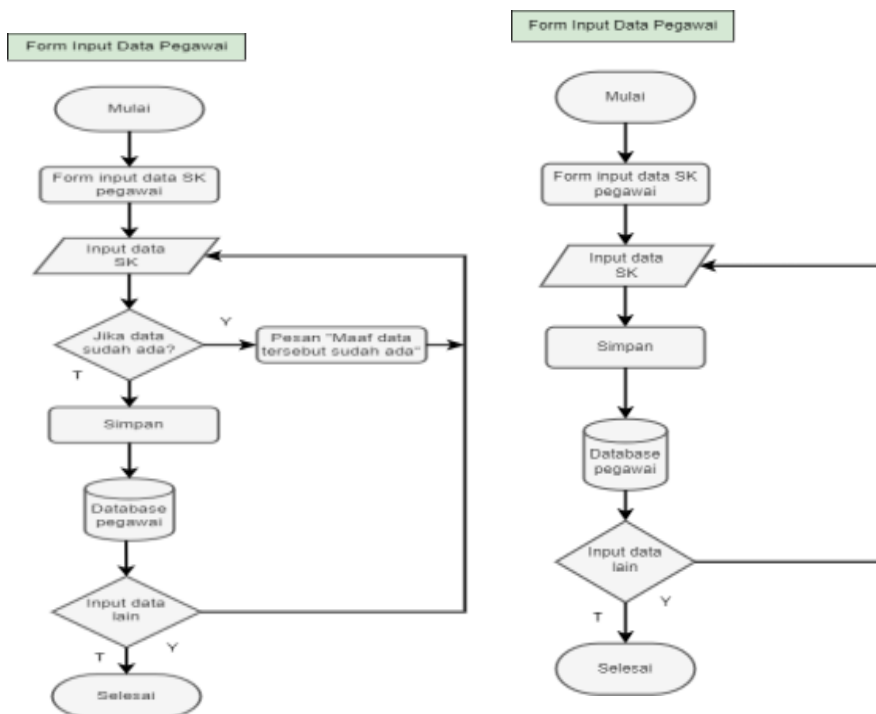 Form Input Data Pegawai
Mulai
Form input data SK
pegawai
Input data
SK
Jika data
sudah ada?
Y
Pesan "Maaf data
tersebut sudah ada"
T
Simpan
Database
pegawai
Input data
lain
Y
T
Selesai
Form Input Data Pegawai
Mulai
Form input data SK
pegawai
Input data
SK
Simpan
Database
pegawai
Input data
lain
Y
T
Selesai